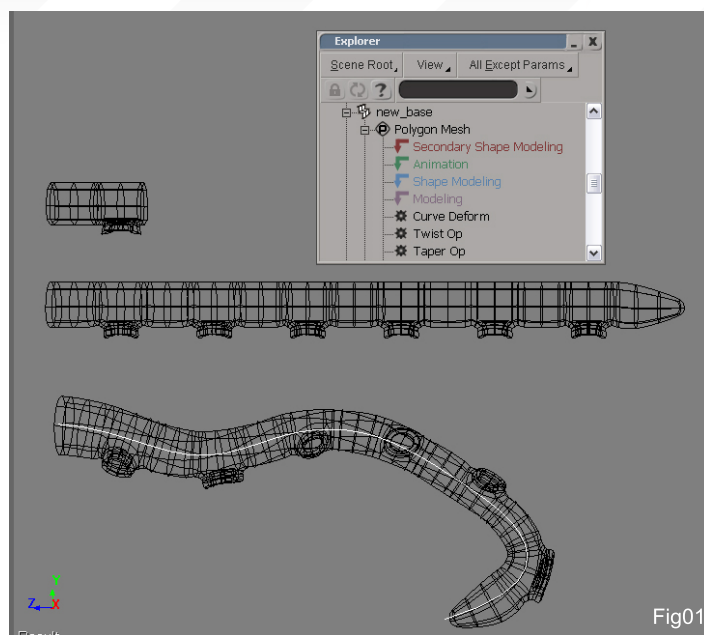 Explorer
Scene Root, View All Except Params
?
new_base
P Polygon Mesh
Secondary Shape Modeling
Animation
Shape Modeling
Modeling
Curve Deform
Twist Op
Taper Op
Y
Z X
Fig01
Result